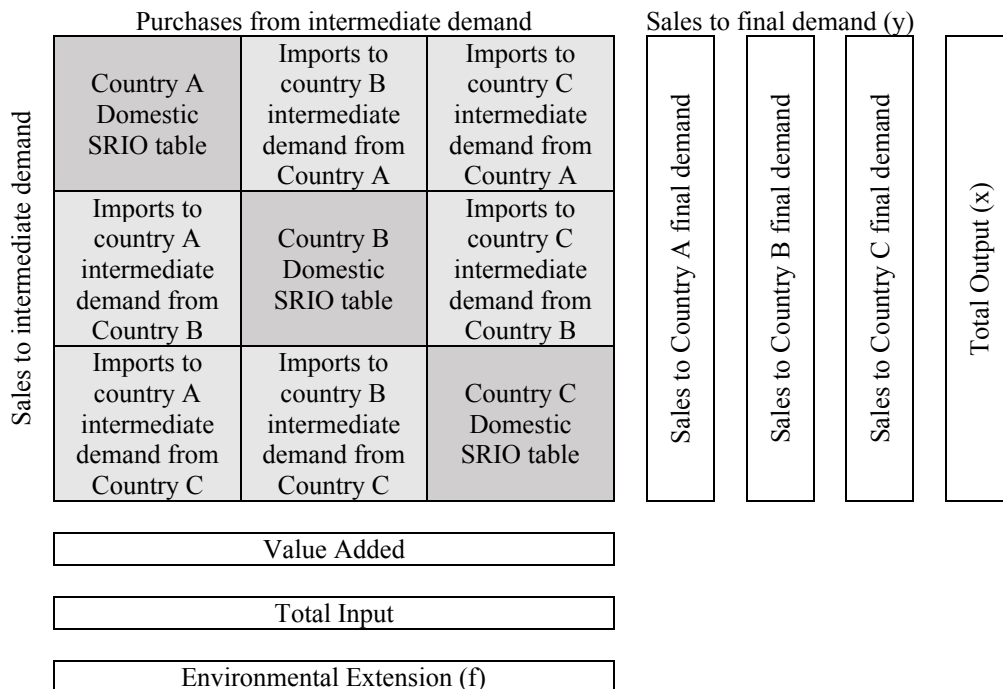 Purchases from intermediate demand
Sales to final demand (y)
Sales to intermediate demand
Country A
Domestic
SRIO table
Imports to
country B
intermediate
demand from
Country A
Imports to
country C
intermediate
demand from
Country A
Imports to
country A
intermediate
demand from
Country B
Country B
Domestic
SRIO table
Imports to
country C
intermediate
demand from
Country B
Imports to
country A
intermediate
demand from
Country C
Imports to
country B
intermediate
demand from
Country C
Country C
Domestic
SRIO table
Sales to Country A final demand
Sales to Country B final demand
Sales to Country C final demand
Total Output (x)
Value Added
Total Input
Environmental Extension (f)